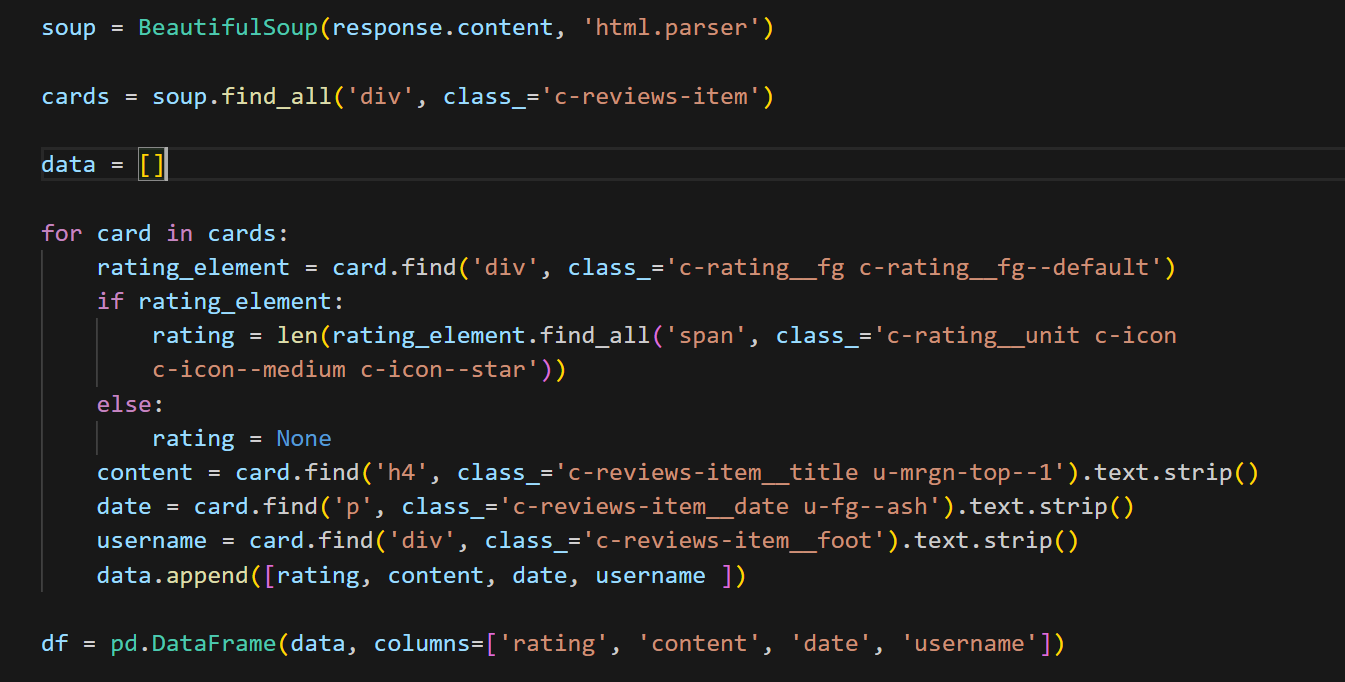 soup = BeautifulSoup(response.content, 'html.parser')
cards = soup.find_all('div', class_='c-reviews-item')
data = []
for card in cards:
    rating_element = card.find('div', class_='c-rating__fg c-rating__fg--default')
    if rating_element:
        rating = len(rating_element.find_all('span', class_='c-rating__unit c-icon
        c-icon--medium c-icon--star'))
    else:
        rating = None
    content = card.find('h4', class_='c-reviews-item__title u-mrgn-top--1').text.strip()
    date = card.find('p', class_='c-reviews-item__date u-fg--ash').text.strip()
    username = card.find('div', class_='c-reviews-item__foot').text.strip()
    data.append([rating, content, date, username ])
df = pd.DataFrame(data, columns=['rating', 'content', 'date', 'username'])